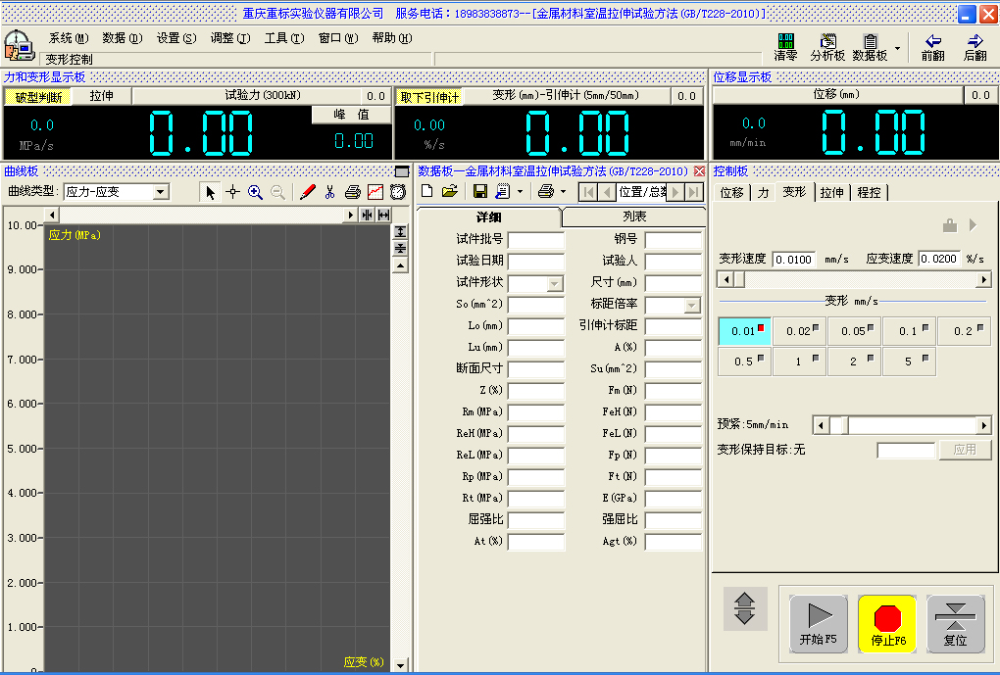 重庆重标实验仪器有限公司 服务电话：18983838873--[金属材料室温拉伸试验方法(GB/T228-2010)]
系统(M) 数据(D) 设置(S) 调整(T) 工具(T) 窗口(W) 帮助(H)
清零 分析板 数据板 前翻 后翻
变形控制
力和变形显示板
位移显示板
破型判断 拉伸 试验力(300kN) 0.0
取下引伸计 变形(mm)-引伸计(5mm/50mm) 0.0
位移(mm) 0.0
0.0 MPa/s 0.00 峰 值 0.00
0.00 %/s 0.00
0.0 mm/min 0.00
曲线板
曲线类型: 应力-应变
应力(MPa)
10.00
9.000
8.000
7.000
6.000
5.000
4.000
3.000
2.000
1.000
0
应变(%)
数据板—金属材料室温拉伸试验方法(GB/T228-2010)
位置/总数
详细 列表
试件批号 钢号
试验日期 试验人
试件形状 尺寸(mm)
So(mm^2) 标距倍率
Lo(mm) 引伸计标距
Lu(mm) A(%)
断面尺寸 Su(mm^2)
Z(%) Fm(N)
Rm(MPa) FeH(N)
ReH(MPa) FeL(N)
ReL(MPa) Fp(N)
Rp(MPa) Ft(N)
Rt(MPa) E(GPa)
屈强比 强屈比
At(%) Agt(%)
控制板
位移 力 变形 拉伸 程控
变形速度 0.0100 mm/s 应变速度 0.0200 %/s
变形 mm/s
0.01 0.02 0.05 0.1 0.2
0.5 1 2 5
预紧:5mm/min
变形保持目标:无 应用
开始F5 停止F6 复位